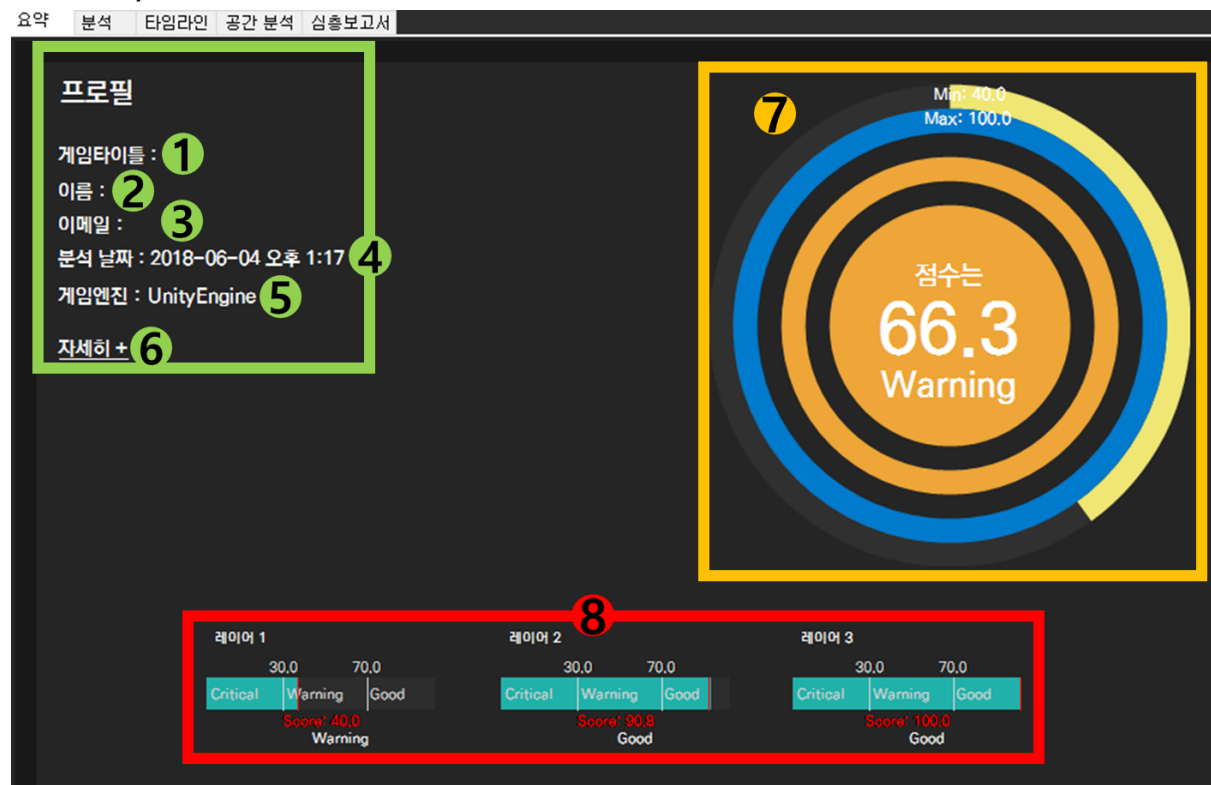 요약 분석 타임라인 공간 분석 심층보고서
프로필
게임타이틀 : 1
이름 : 2
이메일 : 3
분석 날짜 : 2018-06-04 오후 1:17 4
게임엔진 : UnityEngine 5
자세히 + 6
7
Min: 40.0
Max: 100.0
점수는
66.3
Warning
8
레이어 1 레이어 2 레이어 3
30.0 70.0 30.0 70.0 30.0 70.0
Critical Warning Good Critical Warning Good Critical Warning Good
Score: 40.0 Score: 90.8 Score: 100.0
Warning Good Good